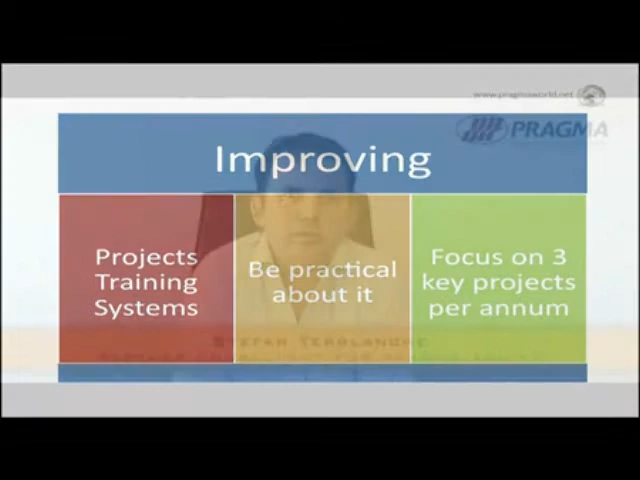 www.pragmaworld.net
PRAGMA
Improving
Projects
Training
Systems
Be practical
about it
Focus on 3
key projects
per annum